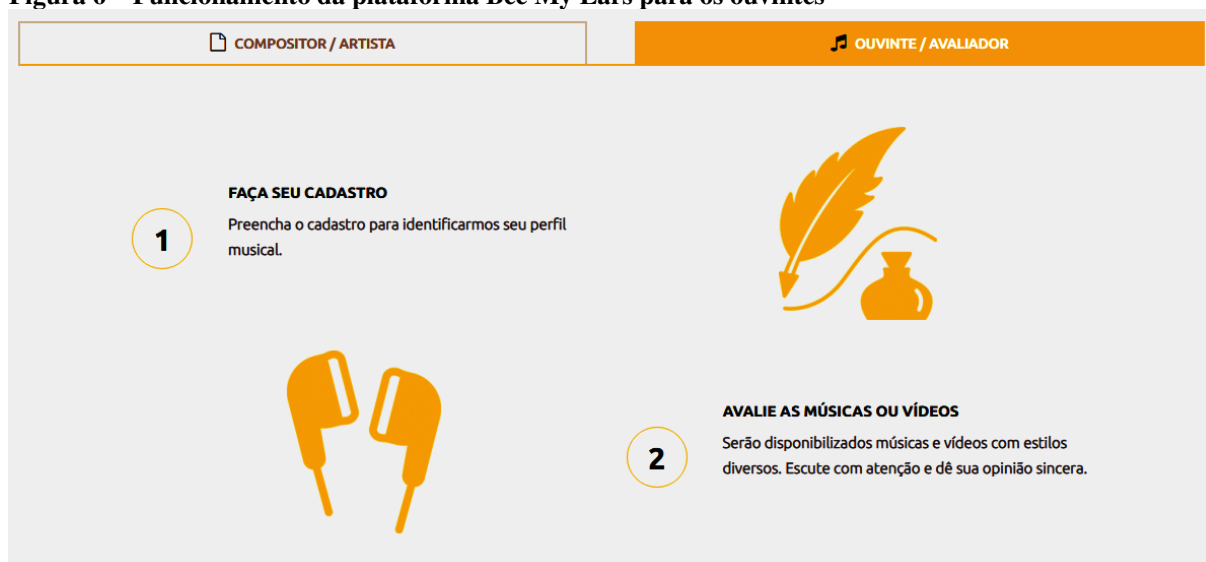 Figura 6 – Funcionamento da plataforma Bee My Ears para os ouvintes
COMPOSITOR / ARTISTA
OUVINTE / AVALIADOR
FAÇA SEU CADASTRO
1
Preencha o cadastro para identificarmos seu perfil
musical.
AVALIE AS MÚSICAS OU VÍDEOS
2
Serão disponibilizados músicas e vídeos com estilos
diversos. Escute com atenção e dê sua opinião sincera.